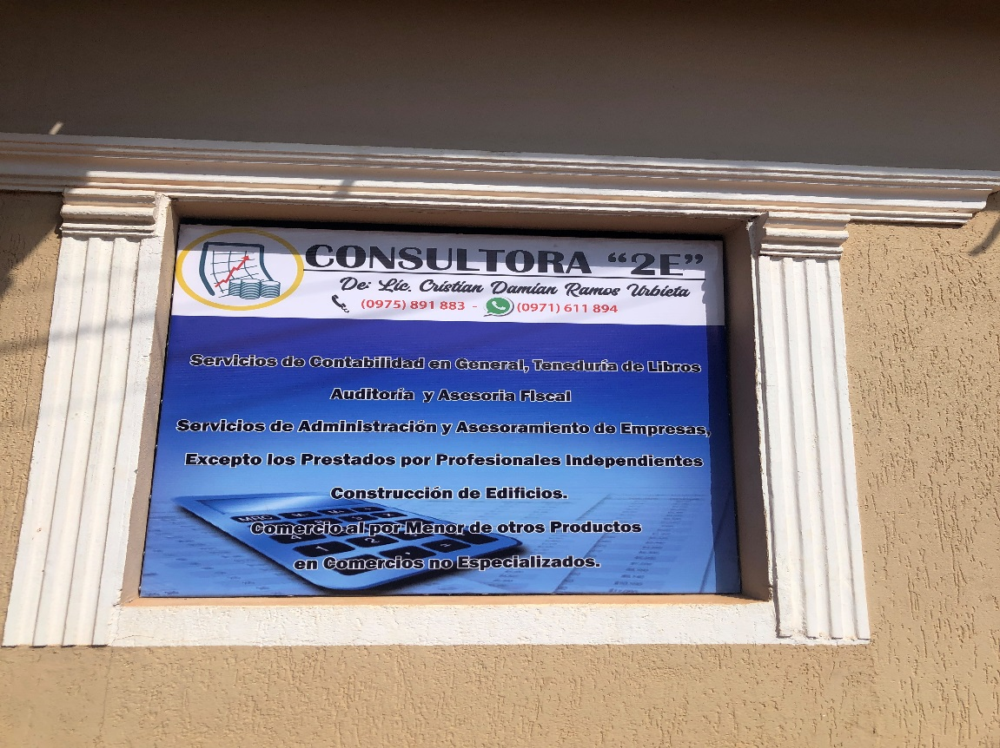 CONSULTORA "2E"
De: Lic. Cristian Damían Ramos Urbieta
(0975) 891 883 - (0971) 611 894
Servicios de Contabilidad en General, Teneduría de Libros
Auditoría y Asesoria Fiscal
Servicios de Administración y Asesoramiento de Empresas,
Excepto los Prestados por Profesionales Independientes
Construcción de Edificios.
Comercio al por Menor de otros Productos
en Comercios no Especializados.